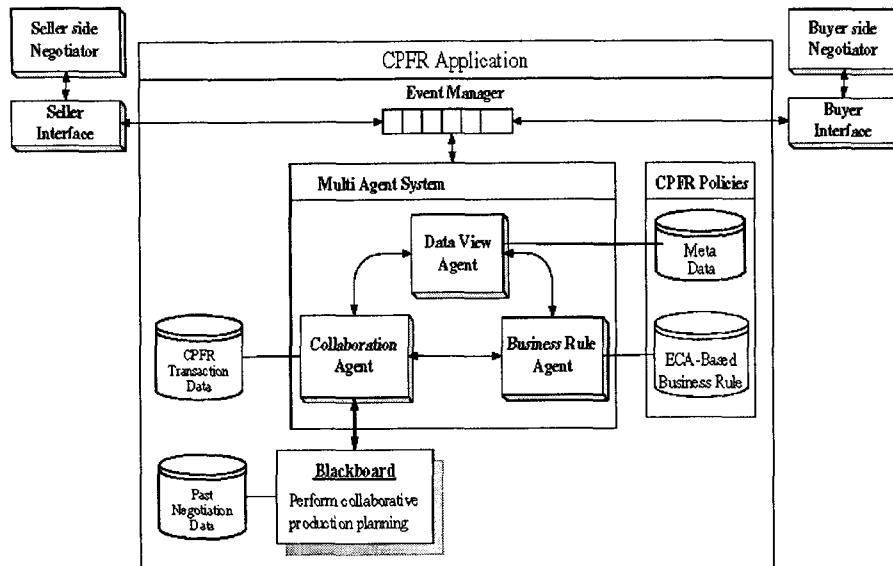 Seller side
Negotiator
Buyer side
Negotiator
CPFR Application
Event Manager
Seller
Interface
Buyer
Interface
Multi Agent System
CPFR Policies
Data View
Agent
Meta
Data
CPFR
Transaction
Data
Collaboration
Agent
Business Rule
Agent
ECA-Based
Business Rule
Blackboard
Perform collaborative
production planning
Past
Negotiation
Data